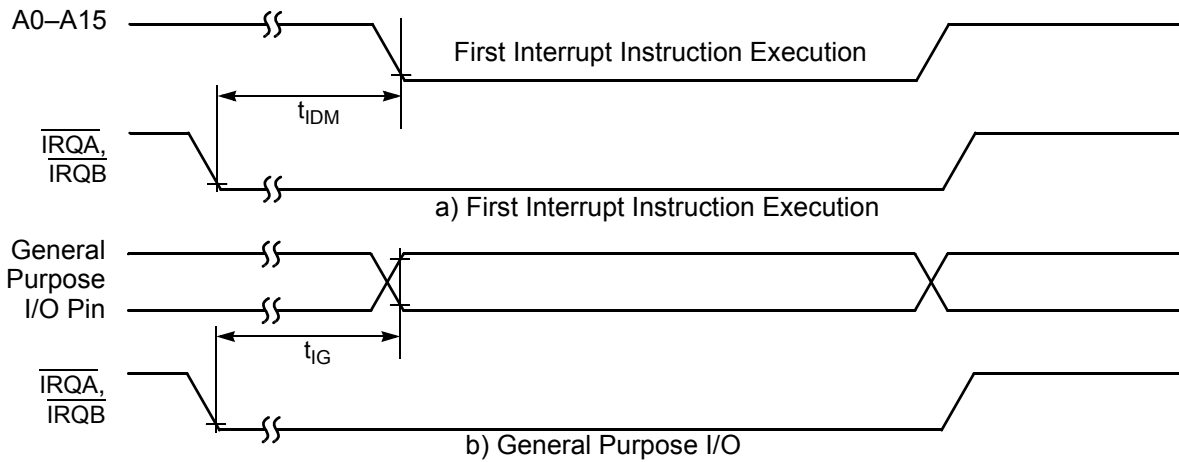 A0–A15
First Interrupt Instruction Execution
tIDM
IRQA,
IRQB
a) First Interrupt Instruction Execution
General
Purpose
I/O Pin
tIG
IRQA,
IRQB
b) General Purpose I/O